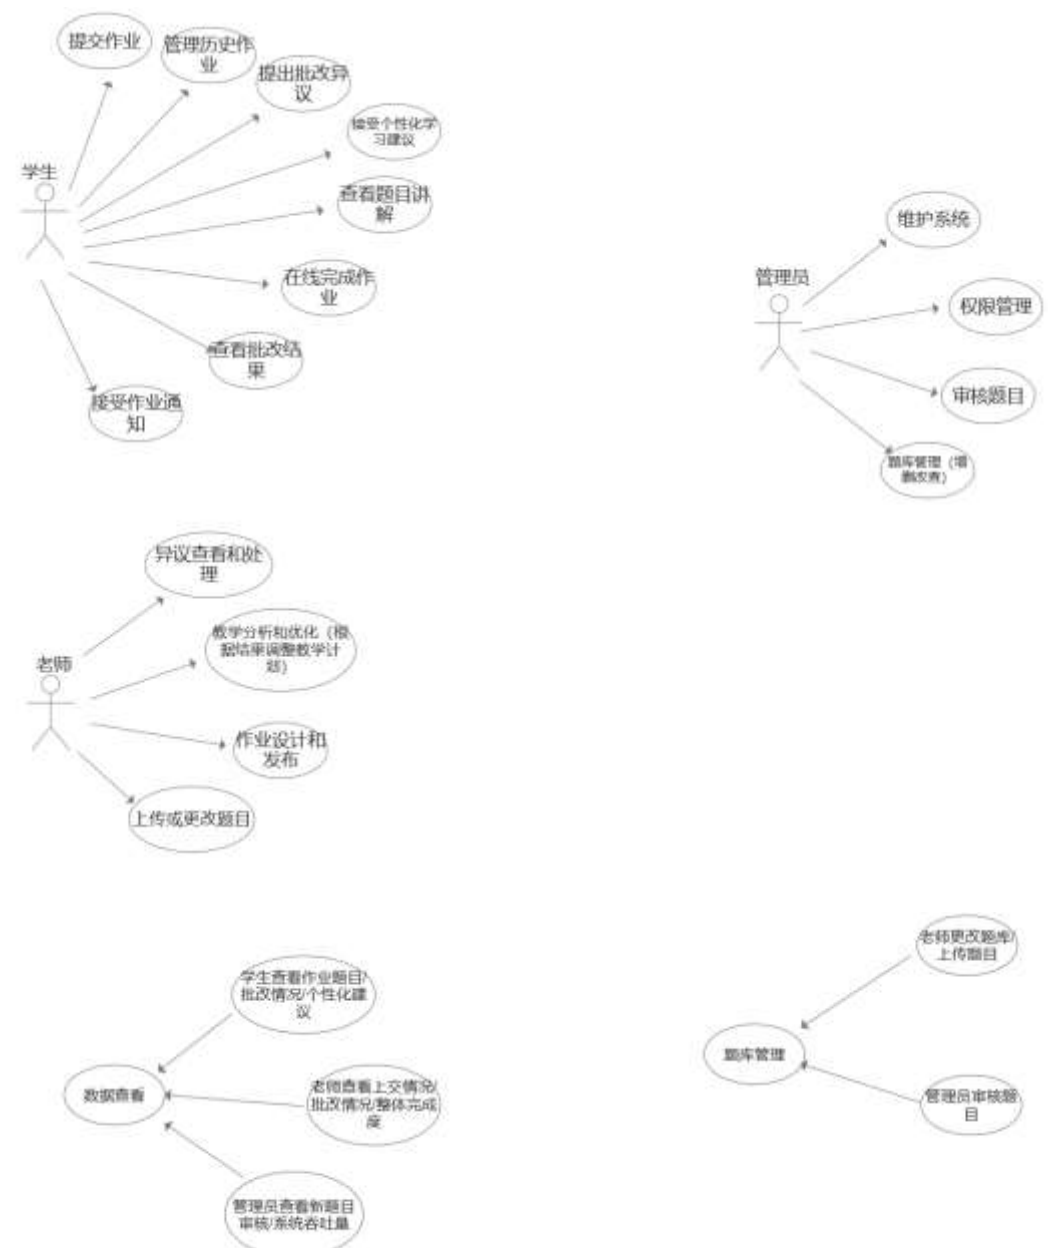 提交作业
管理历史作
业
提出批改异
议
接受个性化学
习建议
学生
查看题目讲
解
在线完成作
业
查看批改结
果
接受作业通
知
维护系统
管理员
权限管理
审核题目
题库管理（增
删改查）
异议查看和处
理
教学分析和优化（根
据结果调整教学计
划）
老师
作业设计和
发布
上传或更改题目
学生查看作业题目/
批改情况/个性化建
议
数据查看
老师查看上交情况/
批改情况/整体完成
度
管理员查看新题目
审核/系统吞吐量
老师更改题库/
上传题目
题库管理
管理员审核题
目